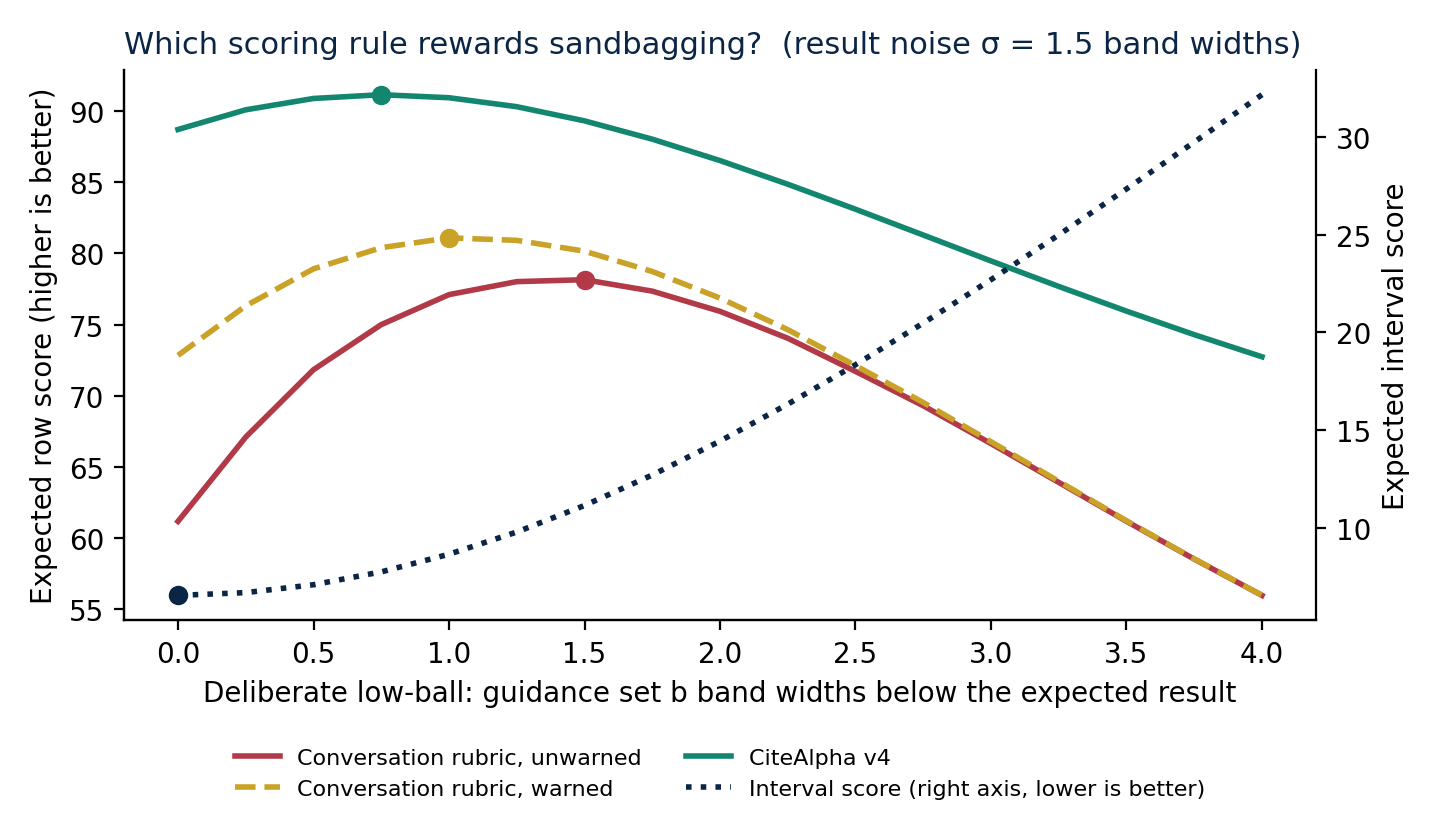 Which scoring rule rewards sandbagging?  (result noise σ = 1.5 band widths)
Expected row score (higher is better)
90
85
80
75
70
65
60
55
30
25
20
15
10
Expected interval score
0.0 0.5 1.0 1.5 2.0 2.5 3.0 3.5 4.0
Deliberate low-ball: guidance set b band widths below the expected result
Conversation rubric, unwarned
Conversation rubric, warned
CiteAlpha v4
Interval score (right axis, lower is better)